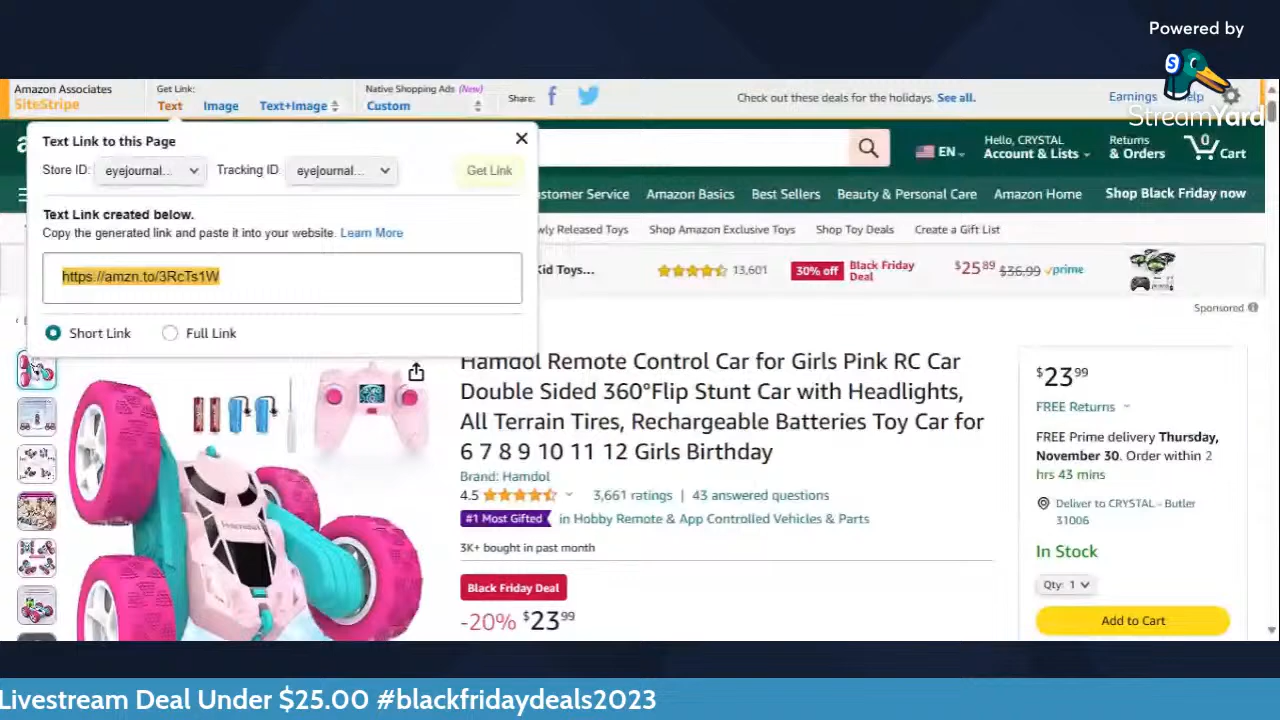 Powered by
StreamYard
Amazon Associates
SiteStripe
Get Link:
Text
Image
Text+Image
Native Shopping Ads (New)
Custom
Share:
Check out these deals for the holidays. See all.
Earnings
Help
Text Link to this Page
Store ID:
eyejournal...
Tracking ID:
eyejournal...
Get Link
Text Link created below.
Copy the generated link and paste it into your website. Learn More
https://amzn.to/3RcTs1W
Short Link
Full Link
EN
Hello, CRYSTAL
Account & Lists
Returns
& Orders
0
Cart
Customer Service
Amazon Basics
Best Sellers
Beauty & Personal Care
Amazon Home
Shop Black Friday now
Newly Released Toys
Shop Amazon Exclusive Toys
Shop Toy Deals
Create a Gift List
Kid Toys...
13,601
30% off
Black Friday
Deal
$25 89
$36.99
prime
Sponsored
Hamdol Remote Control Car for Girls Pink RC Car
Double Sided 360°Flip Stunt Car with Headlights,
All Terrain Tires, Rechargeable Batteries Toy Car for
6 7 8 9 10 11 12 Girls Birthday
Brand: Hamdol
4.5
3,661 ratings | 43 answered questions
#1 Most Gifted
in Hobby Remote & App Controlled Vehicles & Parts
3K+ bought in past month
Black Friday Deal
-20% $23 99
$23 99
FREE Returns
FREE Prime delivery Thursday,
November 30. Order within 2
hrs 43 mins
Deliver to CRYSTAL - Butler
31006
In Stock
Qty: 1
Add to Cart
Livestream Deal Under $25.00 #blackfridaydeals2023